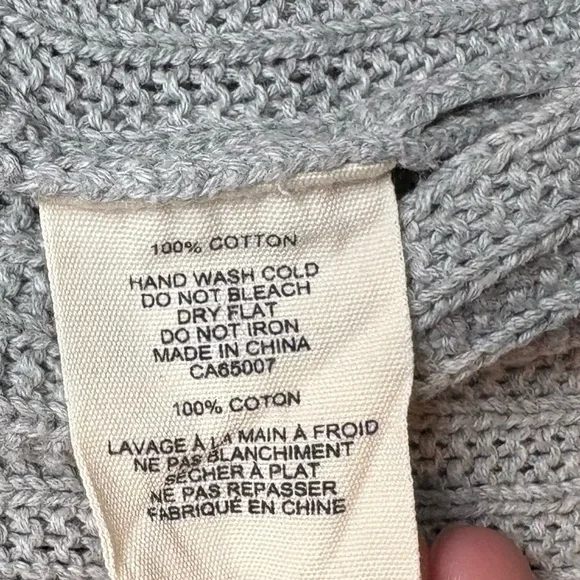 100% COTTON
HAND WASH COLD
DO NOT BLEACH
DRY FLAT
DO NOT IRON
MADE IN CHINA
CA65007
100% COTON
LAVAGE À LA MAIN À FROID
NE PAS BLANCHIMENT
SÉCHER À PLAT
NE PAS REPASSER
FABRIQUÉ EN CHINE